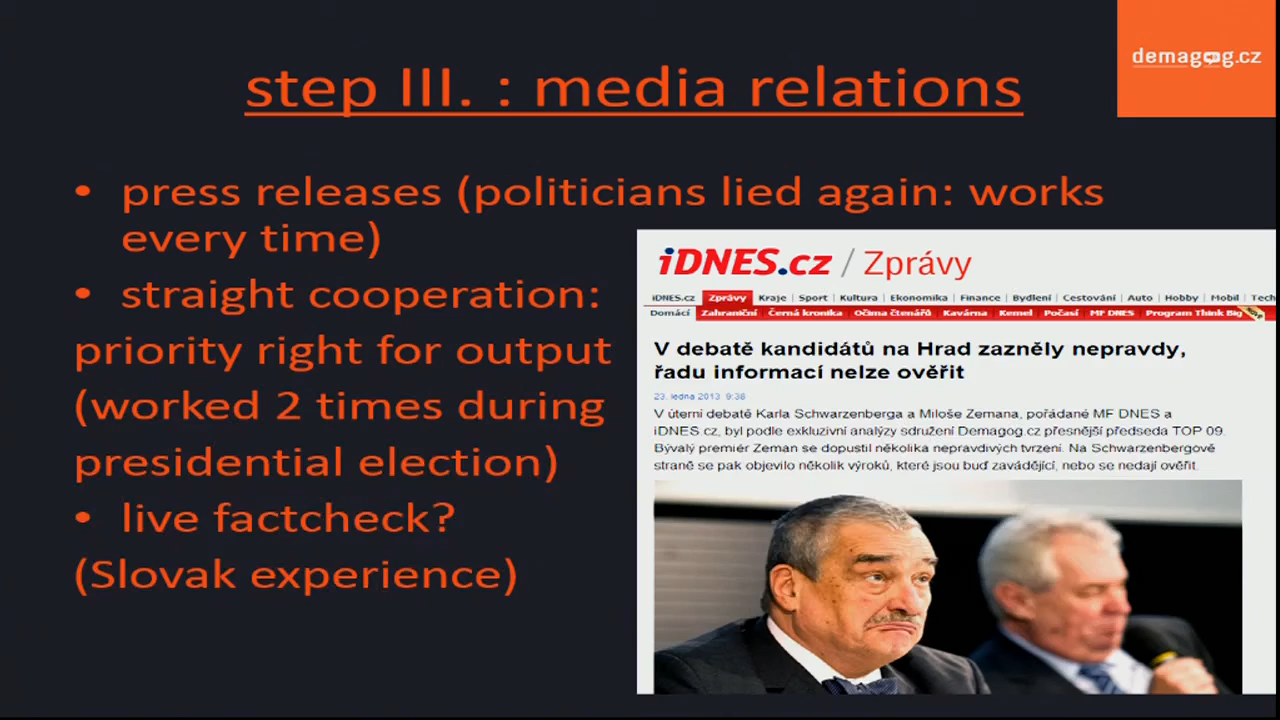 demagog.cz
step III. : media relations
• press releases (politicians lied again: works
every time)
• straight cooperation:
priority right for output
(worked 2 times during
presidential election)
• live factcheck?
(Slovak experience)
iDNES.cz / Zprávy
iDNES.cz Zprávy Kraje | Sport | Kultura | Ekonomika | Finance | Bydlení | Cestování | Auto | Hobby | Mobil | Tech
Domácí Zahraniční | Černá kronika | Očima čtenářů | Kavárna | Kemel | Počasí | MF DNES | Program Think Big
V debatě kandidátů na Hrad zazněly nepravdy,
řadu informací nelze ověřit
23. ledna 2013 9:38
V úterní debatě Karla Schwarzenberga a Miloše Zemana, pořádané MF DNES a
iDNES.cz, byl podle exkluzivní analýzy sdružení Demagog.cz přesnější předseda TOP 09.
Bývalý premiér Zeman se dopustil několika nepravdivých tvrzení. Na Schwarzenbergově
straně se pak objevilo několik výroků, které jsou buď zavádějící, nebo se nedají ověřit.